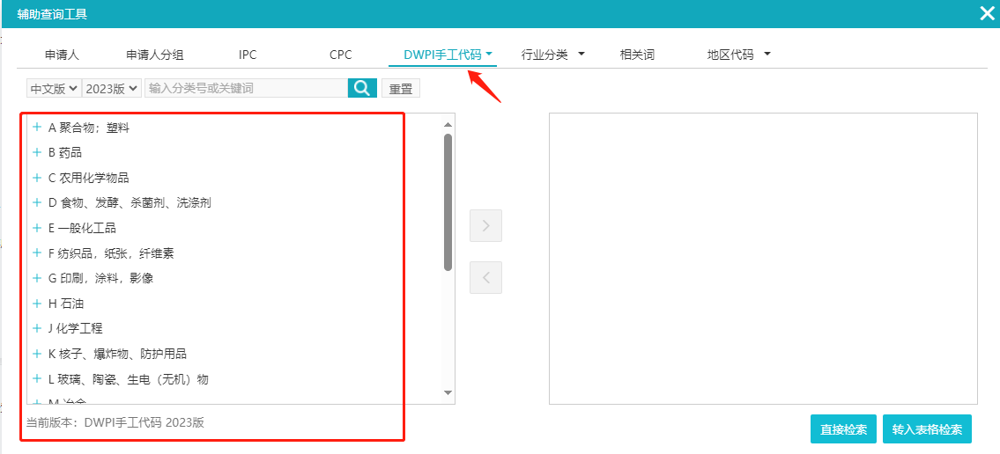 辅助查询工具
申请人 申请人分组 IPC CPC DWPI手工代码 行业分类 相关词 地区代码
中文版 2023版 输入分类号或关键词 重置
A 聚合物；塑料
B 药品
C 农用化学物品
D 食物、发酵、杀菌剂、洗涤剂
E 一般化工品
F 纺织品，纸张，纤维素
G 印刷，涂料，影像
H 石油
J 化学工程
K 核子、爆炸物、防护用品
L 玻璃、陶瓷、生电（无机）物
M 冶金
当前版本：DWPI手工代码 2023版
直接检索 转入表格检索